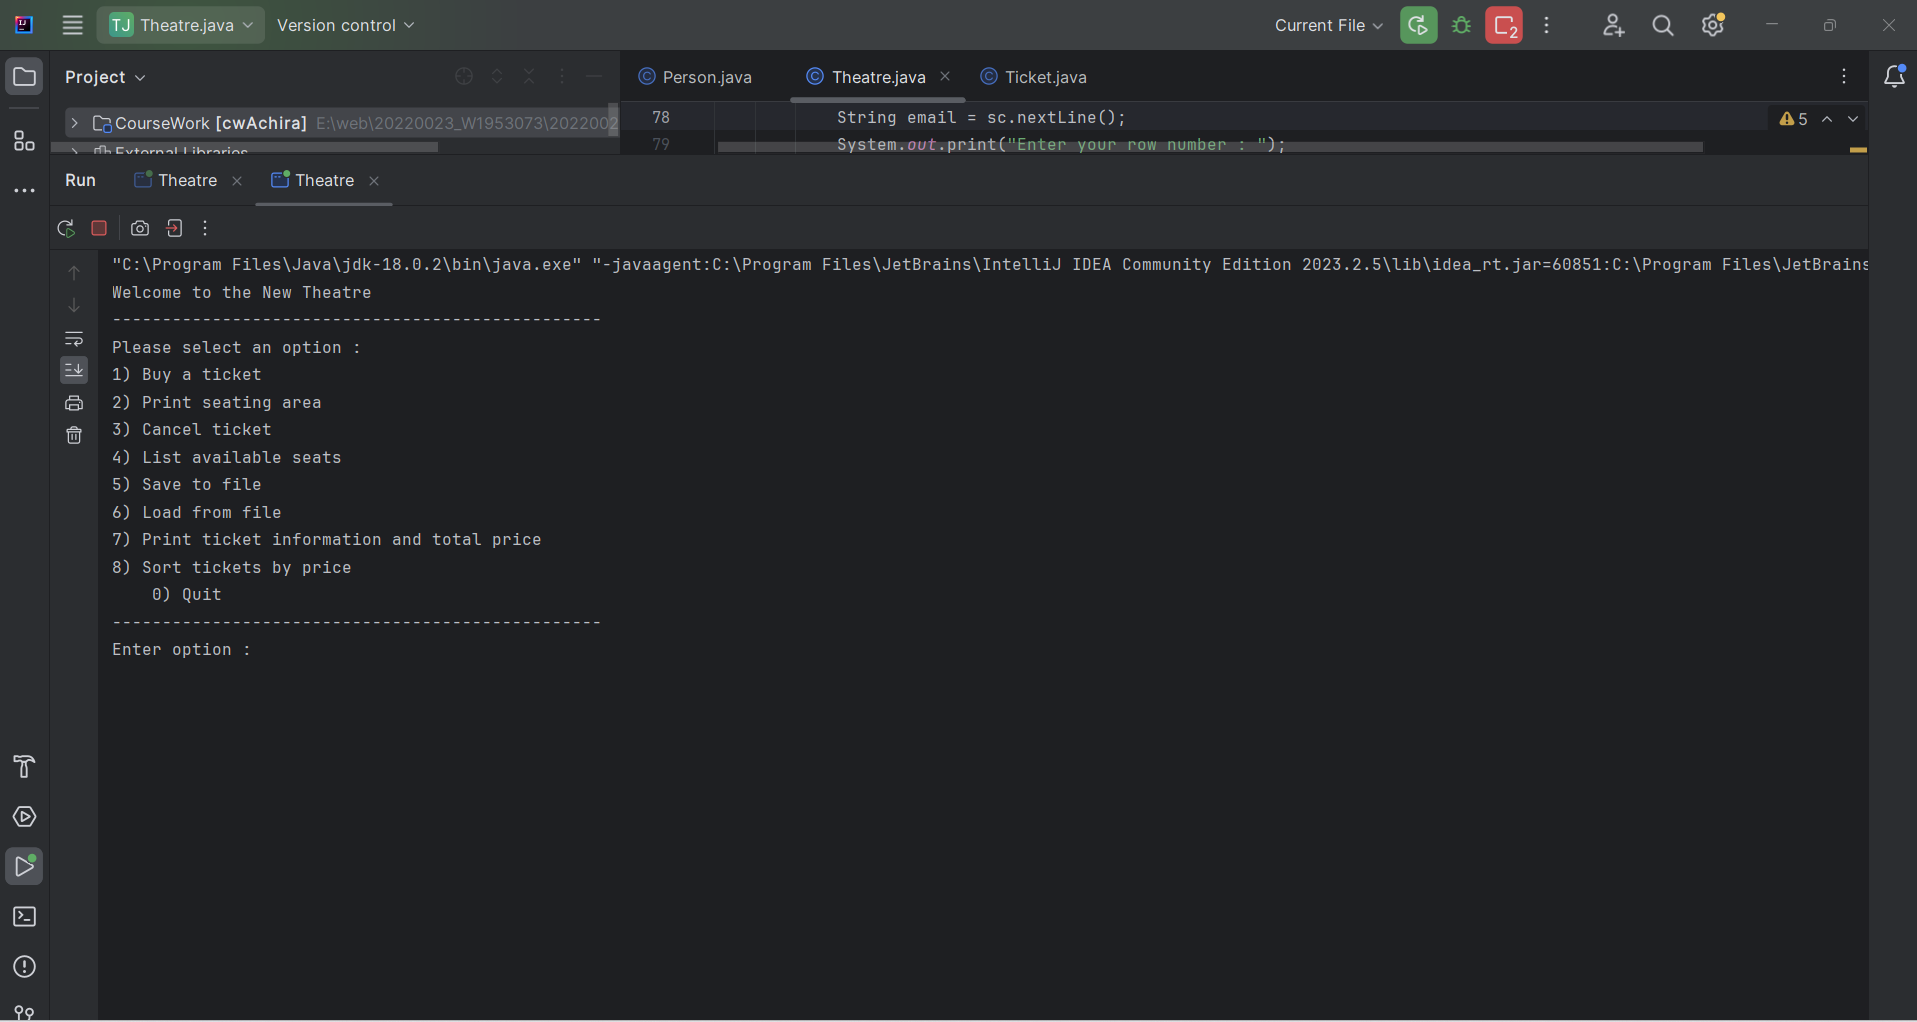 TJ Theatre.java Version control Current File 2
Project Person.java Theatre.java Ticket.java
CourseWork [cwAchira] E:\web\20220023_W1953073\202200
78 String email = sc.nextLine(); 5
External Libraries
79 System.out.print("Enter your row number : ");
Run Theatre Theatre
"C:\Program Files\Java\jdk-18.0.2\bin\java.exe" "-javaagent:C:\Program Files\JetBrains\IntelliJ IDEA Community Edition 2023.2.5\lib\idea_rt.jar=60851:C:\Program Files\JetBrains
Welcome to the New Theatre
-------------------------------------------------
Please select an option :
1) Buy a ticket
2) Print seating area
3) Cancel ticket
4) List available seats
5) Save to file
6) Load from file
7) Print ticket information and total price
8) Sort tickets by price
    0) Quit
-------------------------------------------------
Enter option :